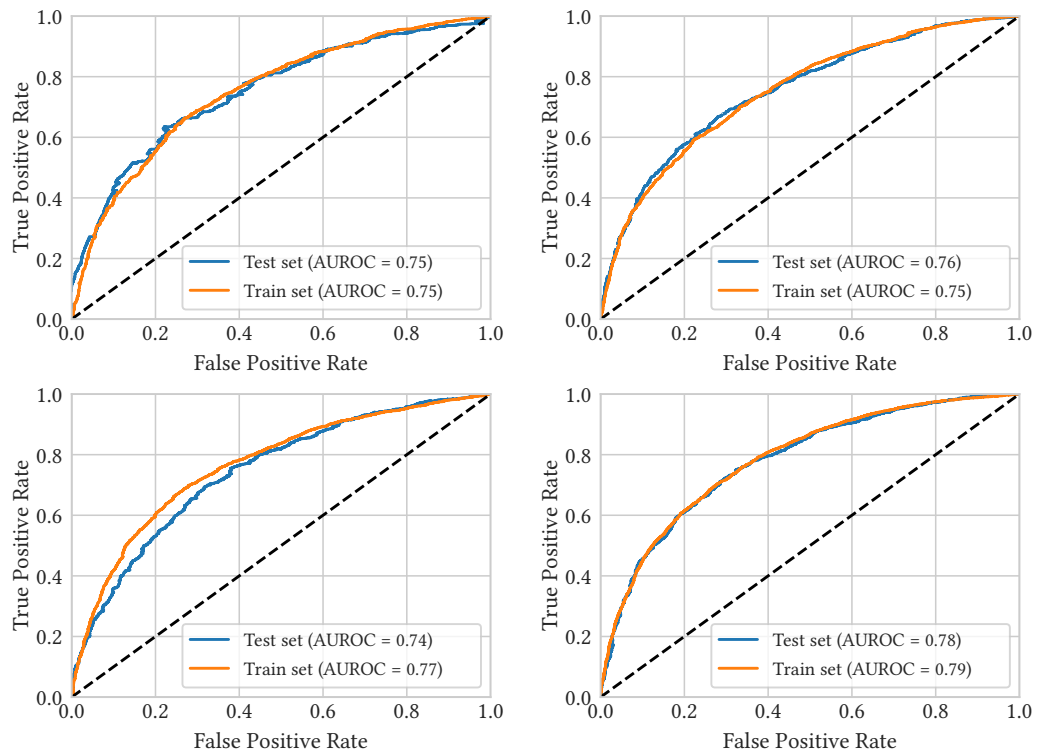 1.0
0.8
0.6
0.4
0.2
0.0
True Positive Rate
Test set (AUROC = 0.75)
Train set (AUROC = 0.75)
0.0 0.2 0.4 0.6 0.8 1.0
False Positive Rate
1.0
0.8
0.6
0.4
0.2
0.0
True Positive Rate
Test set (AUROC = 0.76)
Train set (AUROC = 0.75)
0.0 0.2 0.4 0.6 0.8 1.0
False Positive Rate
1.0
0.8
0.6
0.4
0.2
0.0
True Positive Rate
Test set (AUROC = 0.74)
Train set (AUROC = 0.77)
0.0 0.2 0.4 0.6 0.8 1.0
False Positive Rate
1.0
0.8
0.6
0.4
0.2
0.0
True Positive Rate
Test set (AUROC = 0.78)
Train set (AUROC = 0.79)
0.0 0.2 0.4 0.6 0.8 1.0
False Positive Rate